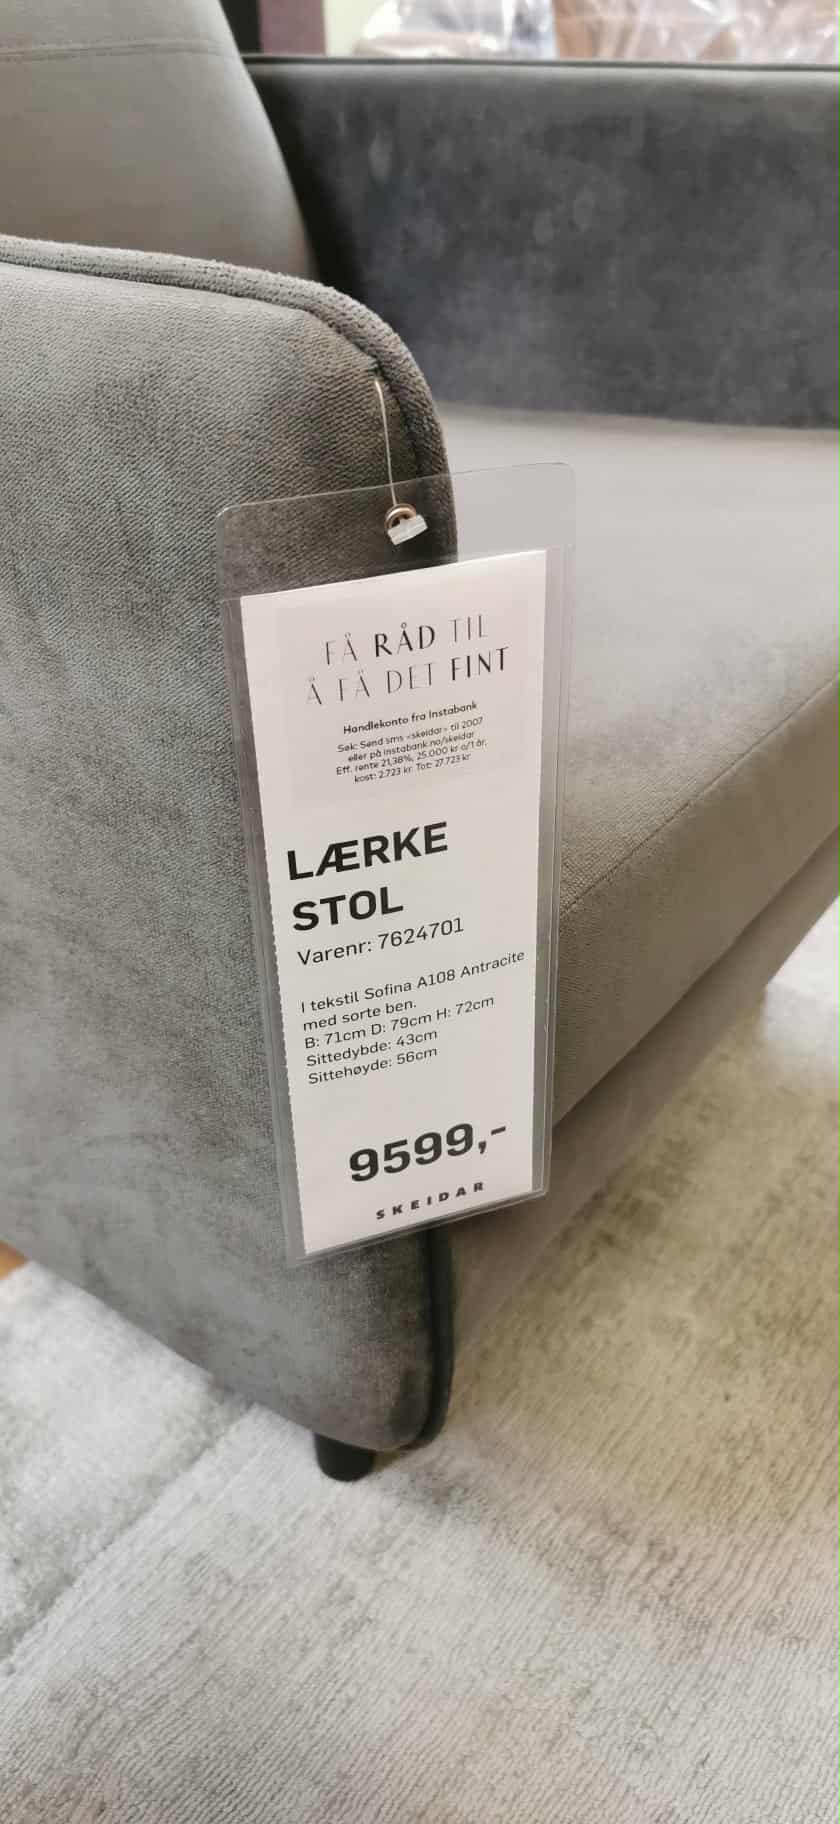 FÅ RÅD TIL
Å FÅ DET FINT
Handlekonto fra Instabank
Søk: Send sms «skeidar» til 2007
eller på instabank.no/skeidar
Eff. rente 21,38%, 25.000 kr o/1 år,
kost: 2.723 kr. Tot: 27.723 kr
LÆRKE
STOL
Varenr: 7624701
I tekstil Sofina A108 Antracite
med sorte ben.
B: 71cm D: 79cm H: 72cm
Sittedybde: 43cm
Sittehøyde: 56cm
9599,-
SKEIDAR